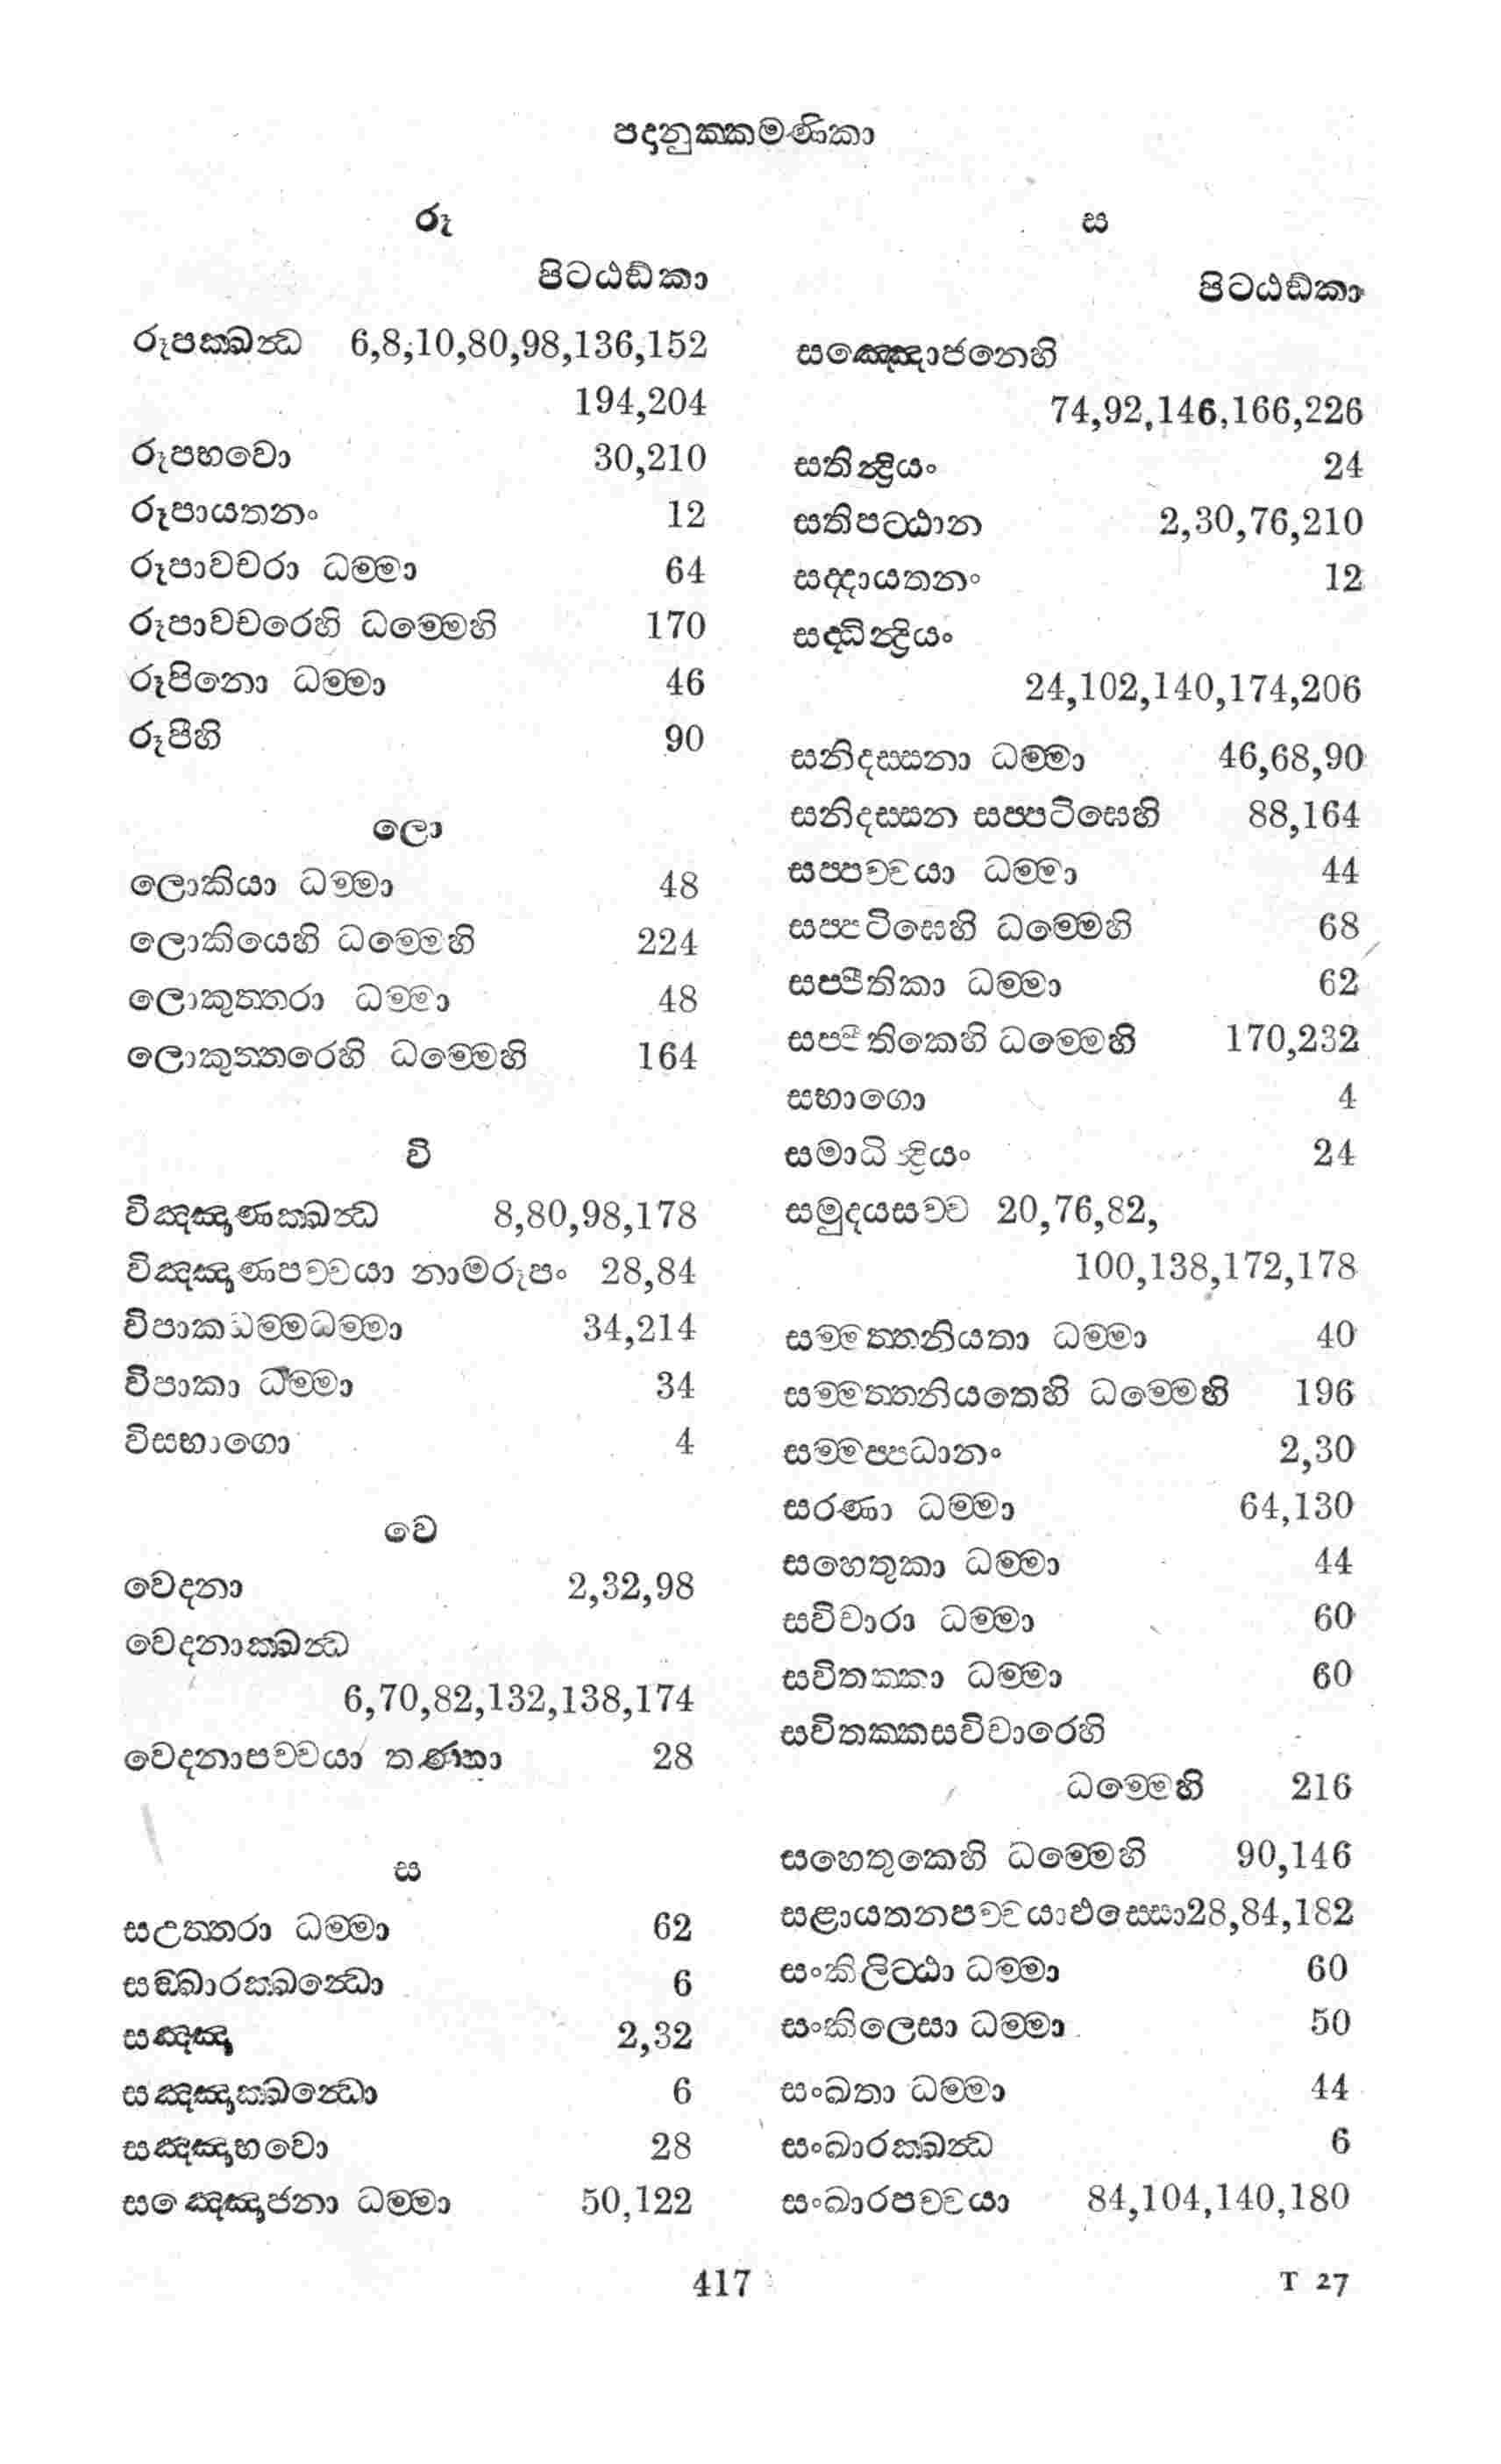 පදානුක්කමණිකා
රූ
පිටඨඞ්කා
රූපක්ඛන්ධ 6,8,10,80,98,136,152
194,204
රූපභවො 30,210
රූපායතනං 12
රූපාවචරා ධම්මා 64
රූපාවචරෙහි ධම්මෙහි 170
රූපිනො ධම්මා 46
රූපීහි 90
ලො
ලොකියා ධම්මා 48
ලොකියෙහි ධම්මෙහි 224
ලොකුත්තරා ධම්මා 48
ලොකුත්තරෙහි ධම්මෙහි 164
වි
විඤ්ඤාණක්ඛන්ධ 8,80,98,178
විඤ්ඤාණපච්චයා නාමරූපං 28,84
විපාකධම්මධම්මා 34,214
විපාකා ධම්මා 34
විසභාගො 4
වෙ
වෙදනා 2,32,98
වෙදනාක්ඛන්ධ
6,70,82,132,138,174
වෙදනාපච්චයා තණ්හා 28
ස
සඋත්තරා ධම්මා 62
සඞ්ඛාරක්ඛන්ධො 6
සඤ්ඤා 2,32
සඤ්ඤාක්ඛන්ධො 6
සඤ්ඤාභවො 28
සඤ්ඤොජනා ධම්මා 50,122
ස
පිටඨඞ්කා
සඤ්ඤොජනෙහි
74,92,146,166,226
සතින්ද්‍රියං 24
සතිපට්ඨාන 2,30,76,210
සද්දායතනං 12
සද්ධින්ද්‍රියං
24,102,140,174,206
සනිදස්සනා ධම්මා 46,68,90
සනිදස්සන සප්පටිඝෙහි 88,164
සප්පච්චයා ධම්මා 44
සප්පටිඝෙහි ධම්මෙහි 68
සප්පීතිකා ධම්මා 62
සප්පීතිකෙහි ධම්මෙහි 170,232
සභාගො 4
සමාධින්ද්‍රියං 24
සමුදයසච්ච 20,76,82,
100,138,172,178
සම්මත්තනියතා ධම්මා 40
සම්මත්තනියතෙහි ධම්මෙහි 196
සම්මප්පධානං 2,30
සරණා ධම්මා 64,130
සහෙතුකා ධම්මා 44
සවිචාරා ධම්මා 60
සවිතක්කා ධම්මා 60
සවිතක්කසවිචාරෙහි
ධම්මෙහි 216
සහෙතුකෙහි ධම්මෙහි 90,146
සළායතනපච්චයාඵස්සො28,84,182
සංකිලිට්ඨා ධම්මා 60
සංකිලෙසා ධම්මා 50
සංඛතා ධම්මා 44
සංඛාරක්ඛන්ධ 6
සංඛාරපච්චයා 84,104,140,180
417 T 27